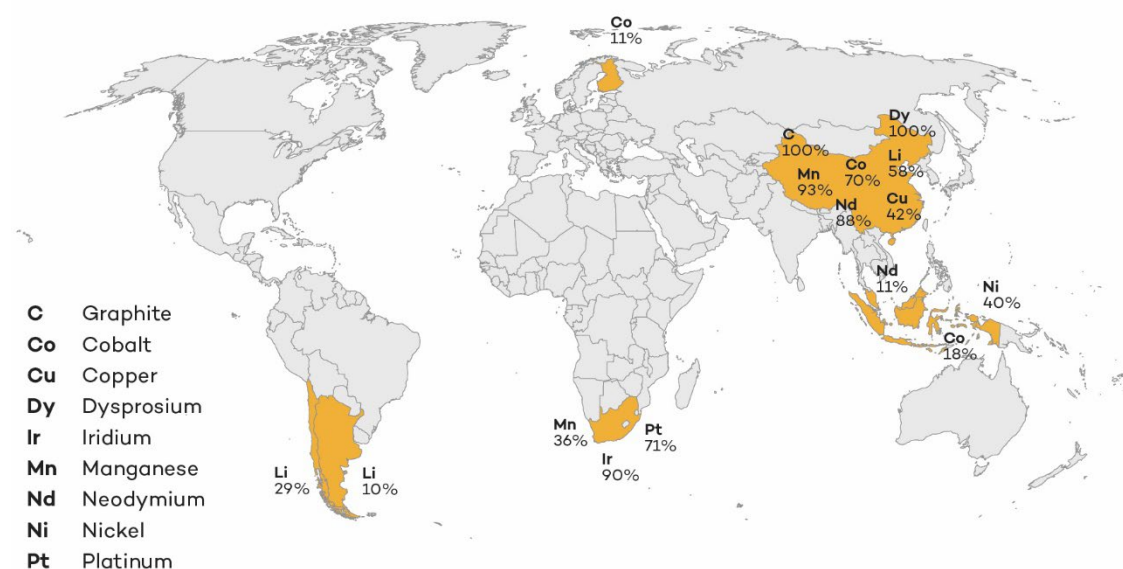 Co
11%
Dy
100%
C
100%
Li
58%
Co
70%
Mn
93%
Nd
88%
Cu
42%
Nd
11%
Ni
40%
Co
18%
Mn
36%
Pt
71%
Ir
90%
Li
29%
Li
10%
C Graphite
Co Cobalt
Cu Copper
Dy Dysprosium
Ir Iridium
Mn Manganese
Nd Neodymium
Ni Nickel
Pt Platinum